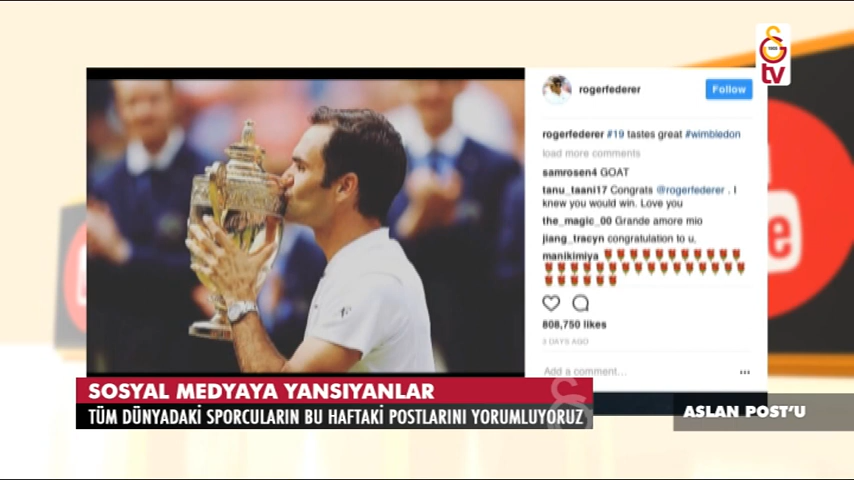 GS
tv
rogerfederer
Follow
rogerfederer #19 tastes great #wimbledon
load more comments
samrosen4 GOAT
tanu_taani17 Congrats @rogerfederer . I
knew you would win. Love you
the_magic_00 Grande amore mio
jiang_tracyn congratulation to u,
manikimiya
808,750 likes
3 DAYS AGO
Add a comment...
SOSYAL MEDYAYA YANSIYANLAR
TÜM DÜNYADAKİ SPORCULARIN BU HAFTAKİ POSTLARINI YORUMLUYORUZ
ASLAN POST'U